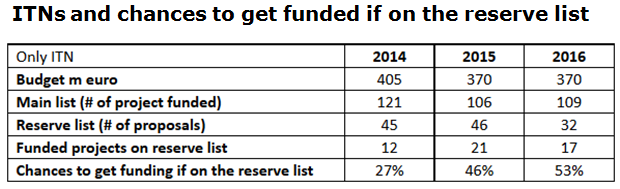 ITNs and chances to get funded if on the reserve list
Only ITN 2014 2015 2016
Budget m euro 405 370 370
Main list (# of project funded) 121 106 109
Reserve list (# of proposals) 45 46 32
Funded projects on reserve list 12 21 17
Chances to get funding if on the reserve list 27% 46% 53%